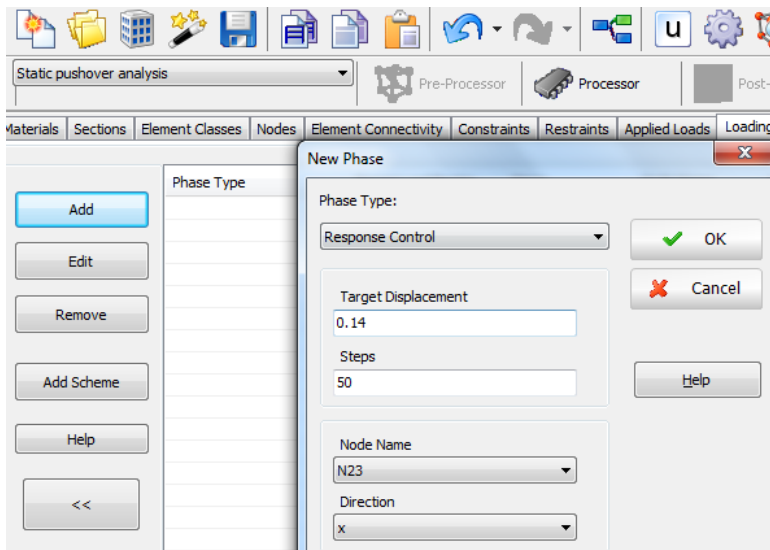 u
Static pushover analysis
Pre-Processor
Processor
Post-
Materials
Sections
Element Classes
Nodes
Element Connectivity
Constraints
Restraints
Applied Loads
Loading
New Phase
Phase Type
Add
Edit
Remove
Add Scheme
Help
<<
Phase Type:
Response Control
OK
Cancel
Target Displacement
0.14
Steps
50
Help
Node Name
N23
Direction
x